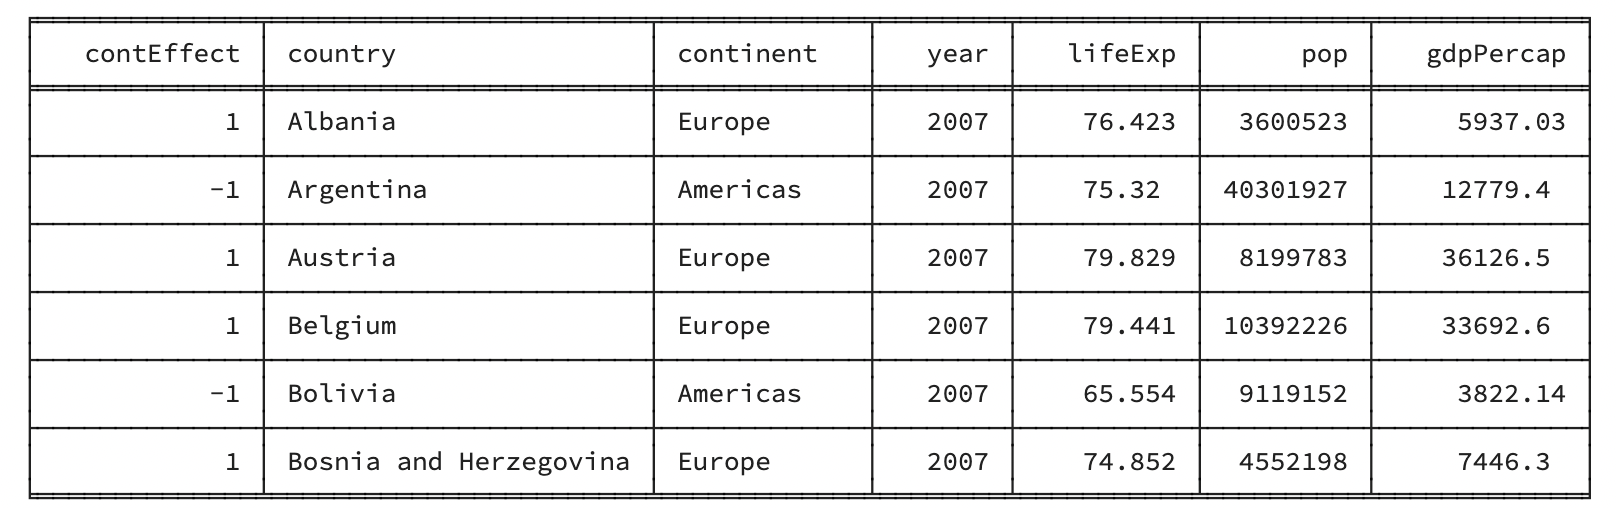 contEffect country continent year lifeExp pop gdpPercap
1 Albania Europe 2007 76.423 3600523 5937.03
-1 Argentina Americas 2007 75.32 40301927 12779.4
1 Austria Europe 2007 79.829 8199783 36126.5
1 Belgium Europe 2007 79.441 10392226 33692.6
-1 Bolivia Americas 2007 65.554 9119152 3822.14
1 Bosnia and Herzegovina Europe 2007 74.852 4552198 7446.3